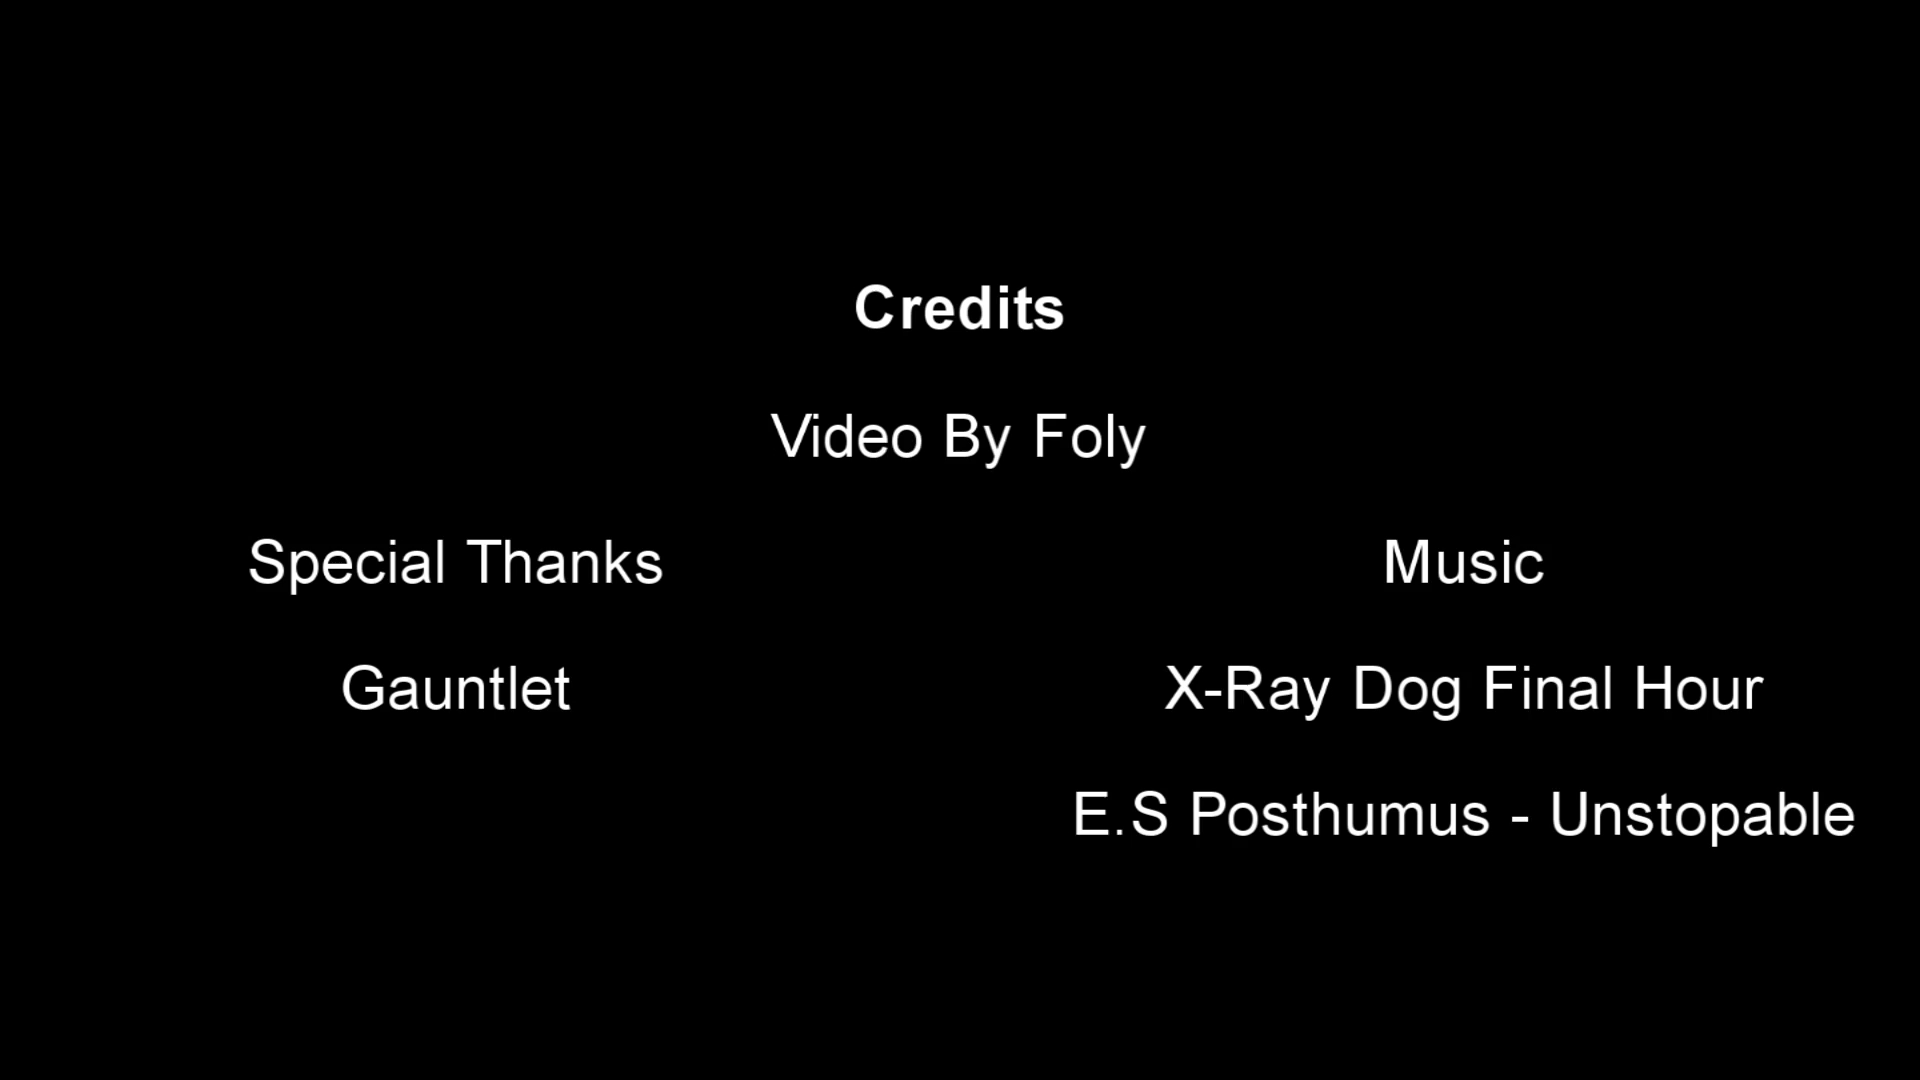 Credits
Video By Foly
Special Thanks
Music
Gauntlet
X-Ray Dog Final Hour
E.S Posthumus - Unstopable